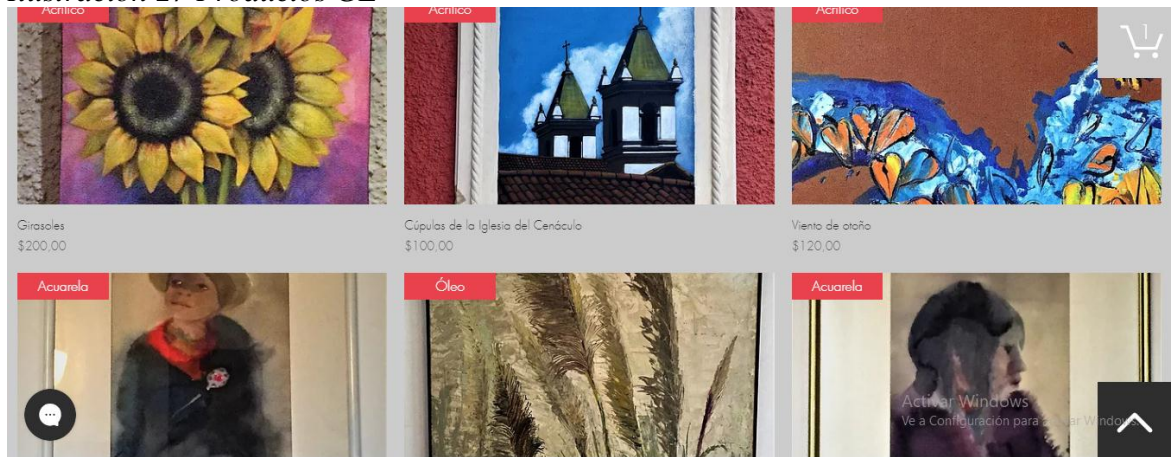 Acrílico
Acrílico
Acrílico
1
Girasoles
$200,00
Cúpulas de la Iglesia del Cenáculo
$100,00
Viento de otoño
$120,00
Acuarela
Óleo
Acuarela
Activar Windows
Ve a Configuración para
Windows.